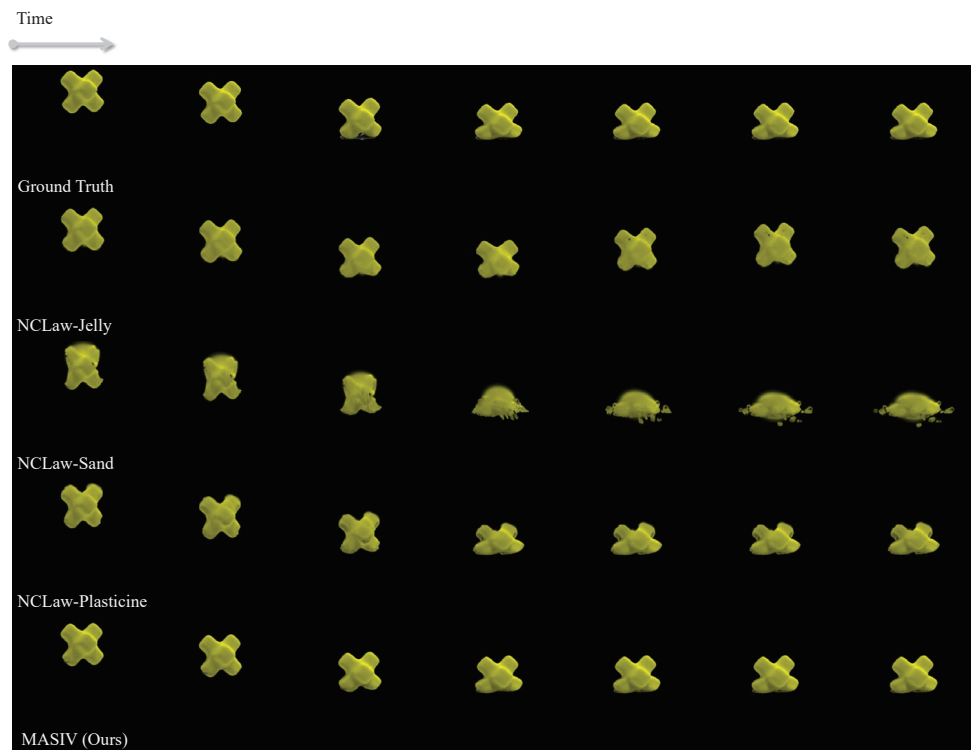 Time
Ground Truth
NCLaw-Jelly
NCLaw-Sand
NCLaw-Plasticine
MASIV (Ours)